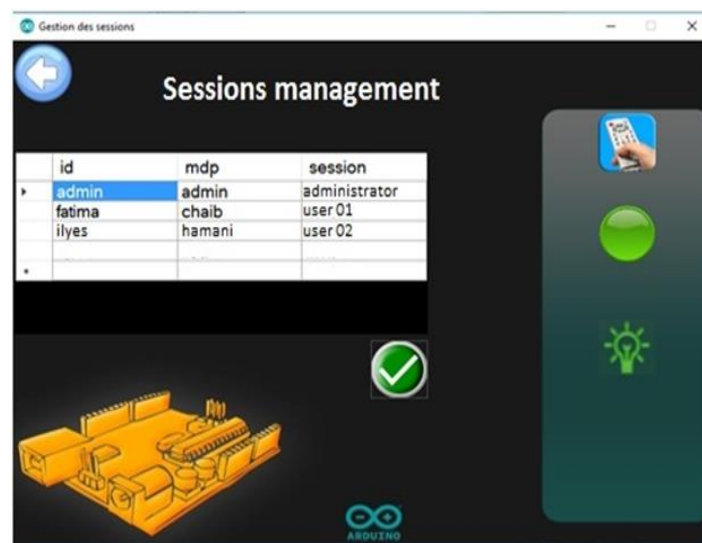 Gestion des sessions
Sessions management
id mdp session
admin admin administrator
fatima chaib user 01
ilyes hamani user 02
ARDUINO